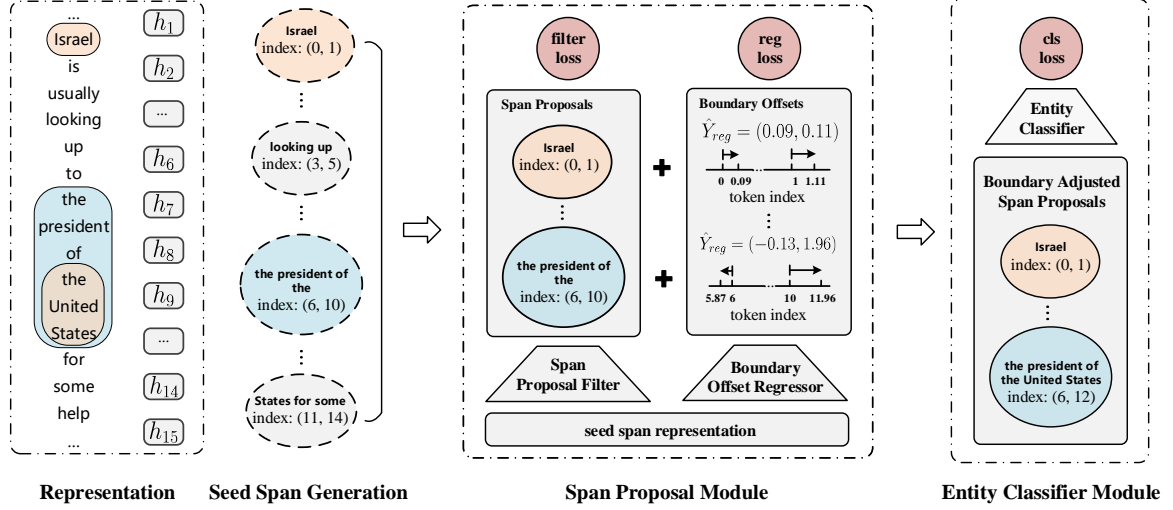 ...
Israel
is
usually
looking
up
to
the
president
of
the
United
States
for
some
help
...
h1
h2
...
h6
h7
h8
h9
...
h14
h15
Representation
Israel
index: (0, 1)
looking up
index: (3, 5)
the president of
the
index: (6, 10)
States for some
index: (11, 14)
Seed Span Generation
filter
loss
reg
loss
Span Proposals
Israel
index: (0, 1)
the president of
the
index: (6, 10)
Boundary Offsets
Ŷreg = (0.09, 0.11)
0 0.09 ... 1 1.11
token index
Ŷreg = (−0.13, 1.96)
5.87 6 ... 10 11.96
token index
Span
Proposal Filter
Boundary
Offset Regressor
seed span representation
Span Proposal Module
cls
loss
Entity
Classifier
Boundary Adjusted
Span Proposals
Israel
index: (0, 1)
the president of
the United States
index: (6, 12)
Entity Classifier Module